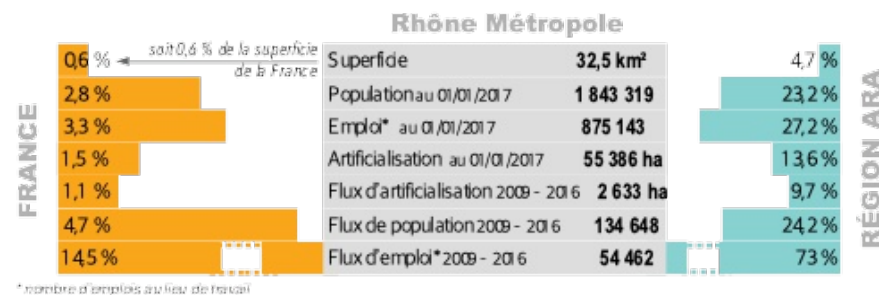 Rhône Métropole
FRANCE
RÉGION ARA
0,6 % soit 0,6 % de la superficie de la France Superficie 32,5 km² 4,7 %
2,8 % Population au 01/01/2017 1 843 319 23,2 %
3,3 % Emploi* au 01/01/2017 875 143 27,2 %
1,5 % Artificialisation au 01/01/2017 55 386 ha 13,6 %
1,1 % Flux d'artificialisation 2009 - 2016 2 633 ha 9,7 %
4,7 % Flux de population 2009 - 2016 134 648 24,2 %
14,5 % Flux d'emploi* 2009 - 2016 54 462 73 %
* nombre d'emplois au lieu de travail